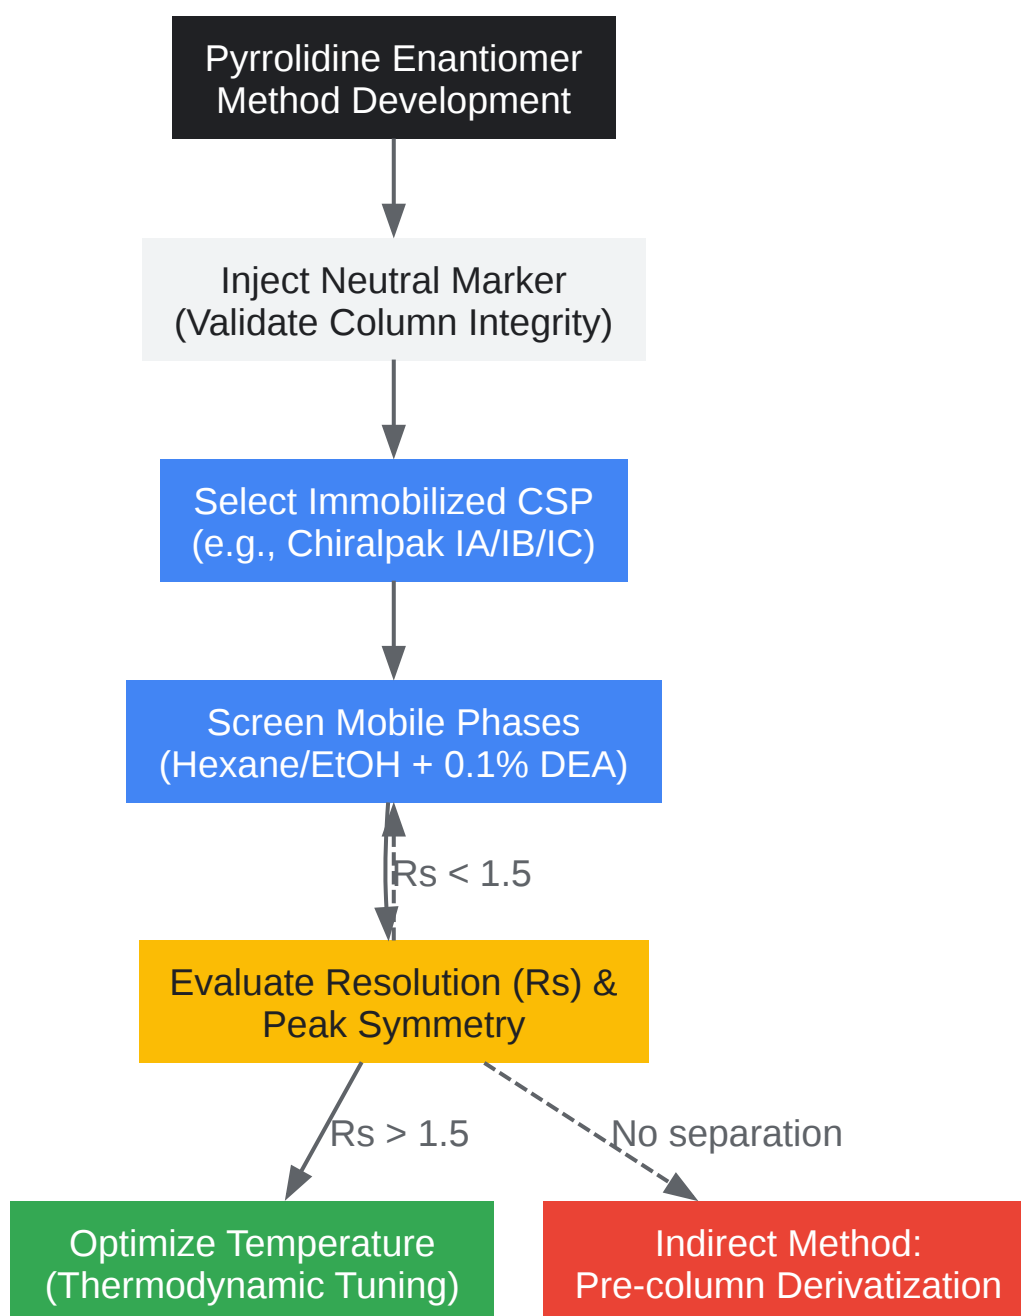 Pyrrolidine Enantiomer
Method Development
Inject Neutral Marker
(Validate Column Integrity)
Select Immobilized CSP
(e.g., Chiralpak IA/IB/IC)
Screen Mobile Phases
(Hexane/EtOH + 0.1% DEA)
Rs < 1.5
Evaluate Resolution (Rs) &
Peak Symmetry
Rs > 1.5
No separation
Optimize Temperature
(Thermodynamic Tuning)
Indirect Method:
Pre-column Derivatization